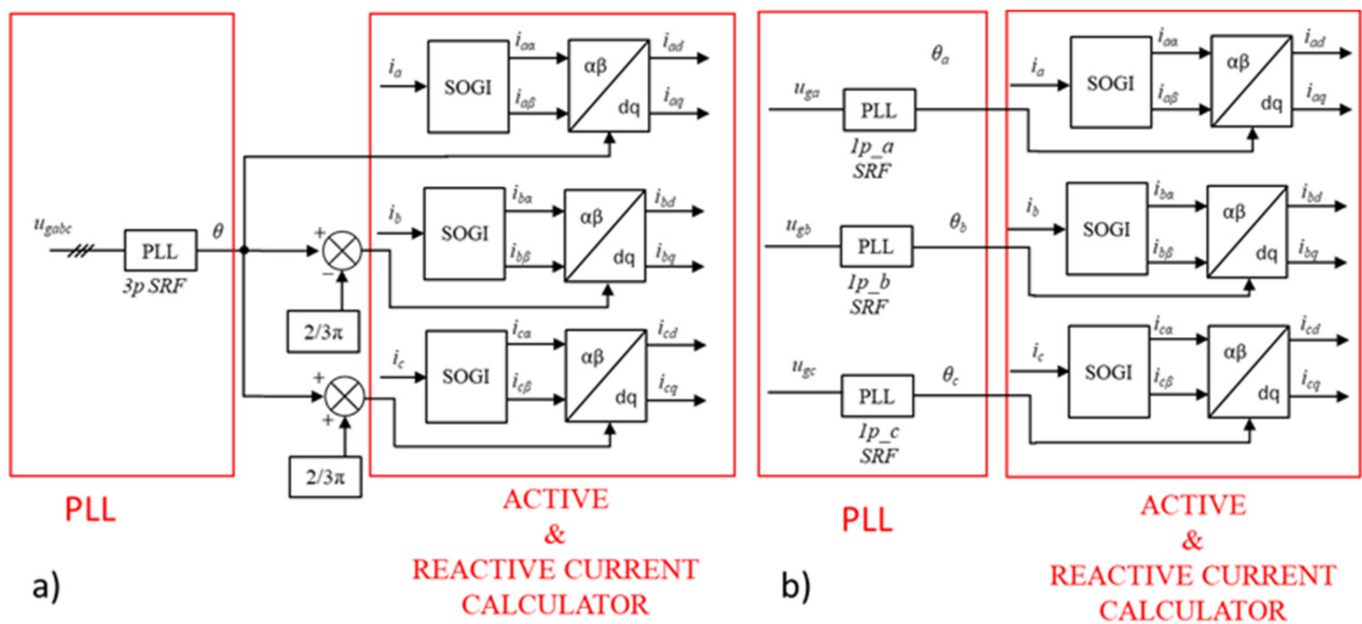 i_a
SOGI
i_aα
i_aβ
αβ
dq
i_ad
i_aq
u_gabc
PLL
3p SRF
θ
+
−
2/3π
i_b
SOGI
i_bα
i_bβ
αβ
dq
i_bd
i_bq
+
+
2/3π
i_c
SOGI
i_cα
i_cβ
αβ
dq
i_cd
i_cq
PLL
ACTIVE
&
REACTIVE CURRENT
CALCULATOR
a)
u_ga
PLL
1p_a
SRF
θ_a
i_a
SOGI
i_aα
i_aβ
αβ
dq
i_ad
i_aq
u_gb
PLL
1p_b
SRF
θ_b
i_b
SOGI
i_bα
i_bβ
αβ
dq
i_bd
i_bq
u_gc
PLL
1p_c
SRF
θ_c
i_c
SOGI
i_cα
i_cβ
αβ
dq
i_cd
i_cq
PLL
ACTIVE
&
REACTIVE CURRENT
CALCULATOR
b)